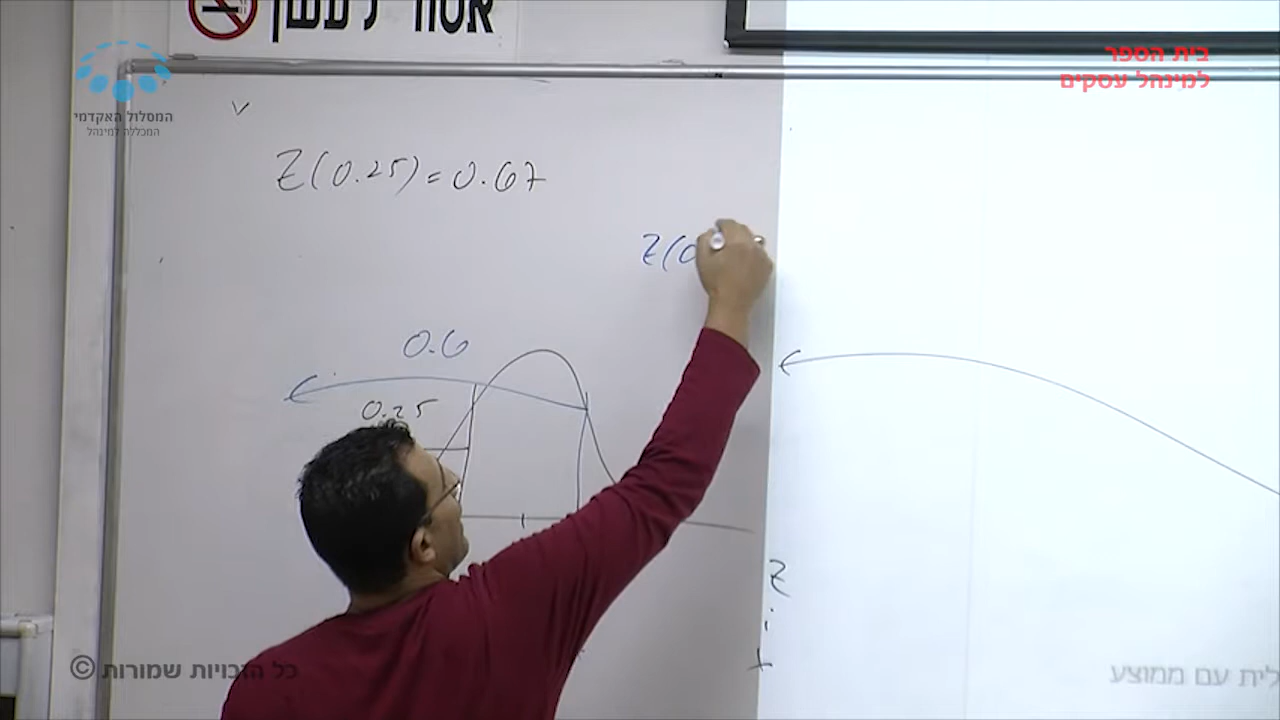 אסור לעשן
בית הספר
למינהל עסקים
המסלול האקדמי
המכללה למינהל
Z(0.25)=0.67
Z(0
0.6
0.25
Z
+
לית עם ממוצע
© כל הזכויות שמורות